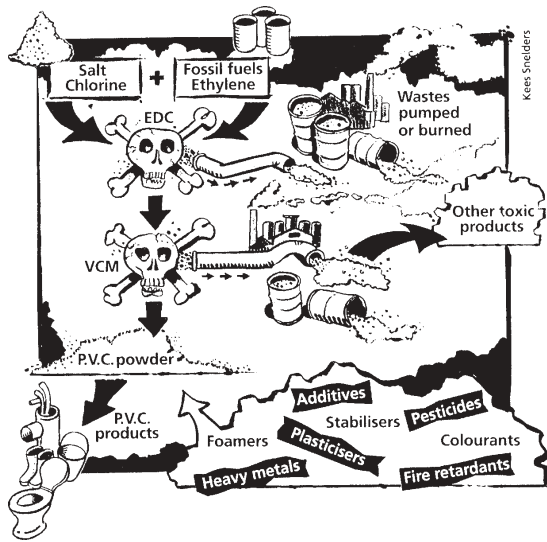 Kees Snelders
Salt
Chlorine
+
Fossil fuels
Ethylene
EDC
Wastes
pumped
or burned
Other toxic
products
VCM
P.V.C. powder
P.V.C.
products
Additives
Pesticides
Stabilisers
Foamers
Plasticisers
Colourants
Heavy metals
Fire retardants